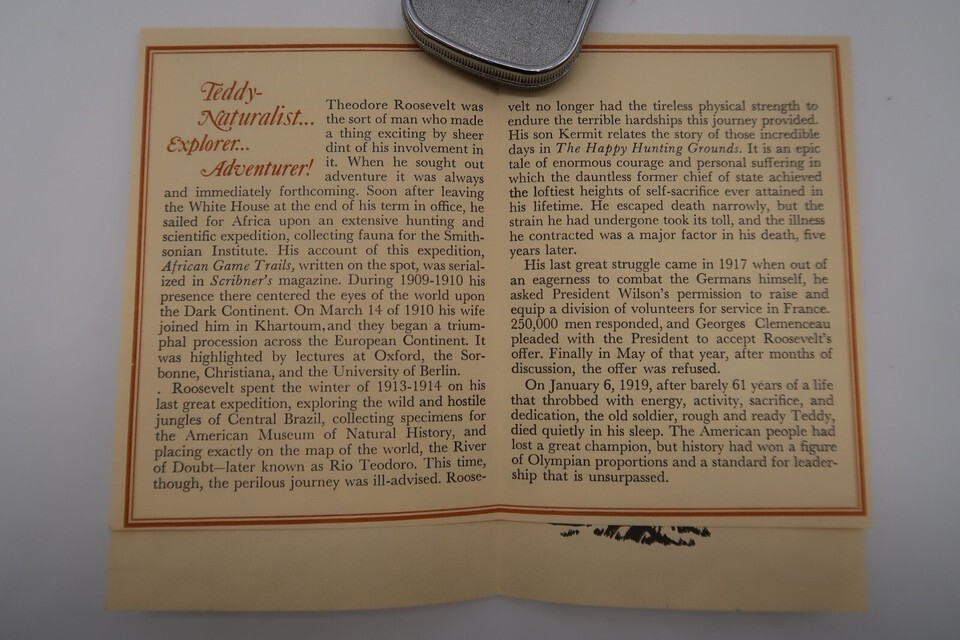 Teddy-
Naturalist...
Explorer...
Adventurer!
Theodore Roosevelt was
the sort of man who made
a thing exciting by sheer
dint of his involvement in
it. When he sought out
adventure it was always
and immediately forthcoming. Soon after leaving
the White House at the end of his term in office, he
sailed for Africa upon an extensive hunting and
scientific expedition, collecting fauna for the Smith-
sonian Institute. His account of this expedition,
African Game Trails, written on the spot, was serial-
ized in Scribner's magazine. During 1909-1910 his
presence there centered the eyes of the world upon
the Dark Continent. On March 14 of 1910 his wife
joined him in Khartoum, and they began a trium-
phal procession across the European Continent. It
was highlighted by lectures at Oxford, the Sor-
bonne, Christiana, and the University of Berlin.
. Roosevelt spent the winter of 1913-1914 on his
last great expedition, exploring the wild and hostile
jungles of Central Brazil, collecting specimens for
the American Museum of Natural History, and
placing exactly on the map of the world, the River
of Doubt—later known as Rio Teodoro. This time,
though, the perilous journey was ill-advised. Roose-
velt no longer had the tireless physical strength to
endure the terrible hardships this journey provided.
His son Kermit relates the story of those incredible
days in The Happy Hunting Grounds. It is an epic
tale of enormous courage and personal suffering in
which the dauntless former chief of state achieved
the loftiest heights of self-sacrifice ever attained in
his lifetime. He escaped death narrowly, but the
strain he had undergone took its toll, and the illness
he contracted was a major factor in his death, five
years later.
His last great struggle came in 1917 when out of
an eagerness to combat the Germans himself, he
asked President Wilson's permission to raise and
equip a division of volunteers for service in France.
250,000 men responded, and Georges Clemenceau
pleaded with the President to accept Roosevelt's
offer. Finally in May of that year, after months of
discussion, the offer was refused.
On January 6, 1919, after barely 61 years of a life
that throbbed with energy, activity, sacrifice, and
dedication, the old soldier, rough and ready Teddy,
died quietly in his sleep. The American people had
lost a great champion, but history had won a figure
of Olympian proportions and a standard for leader-
ship that is unsurpassed.